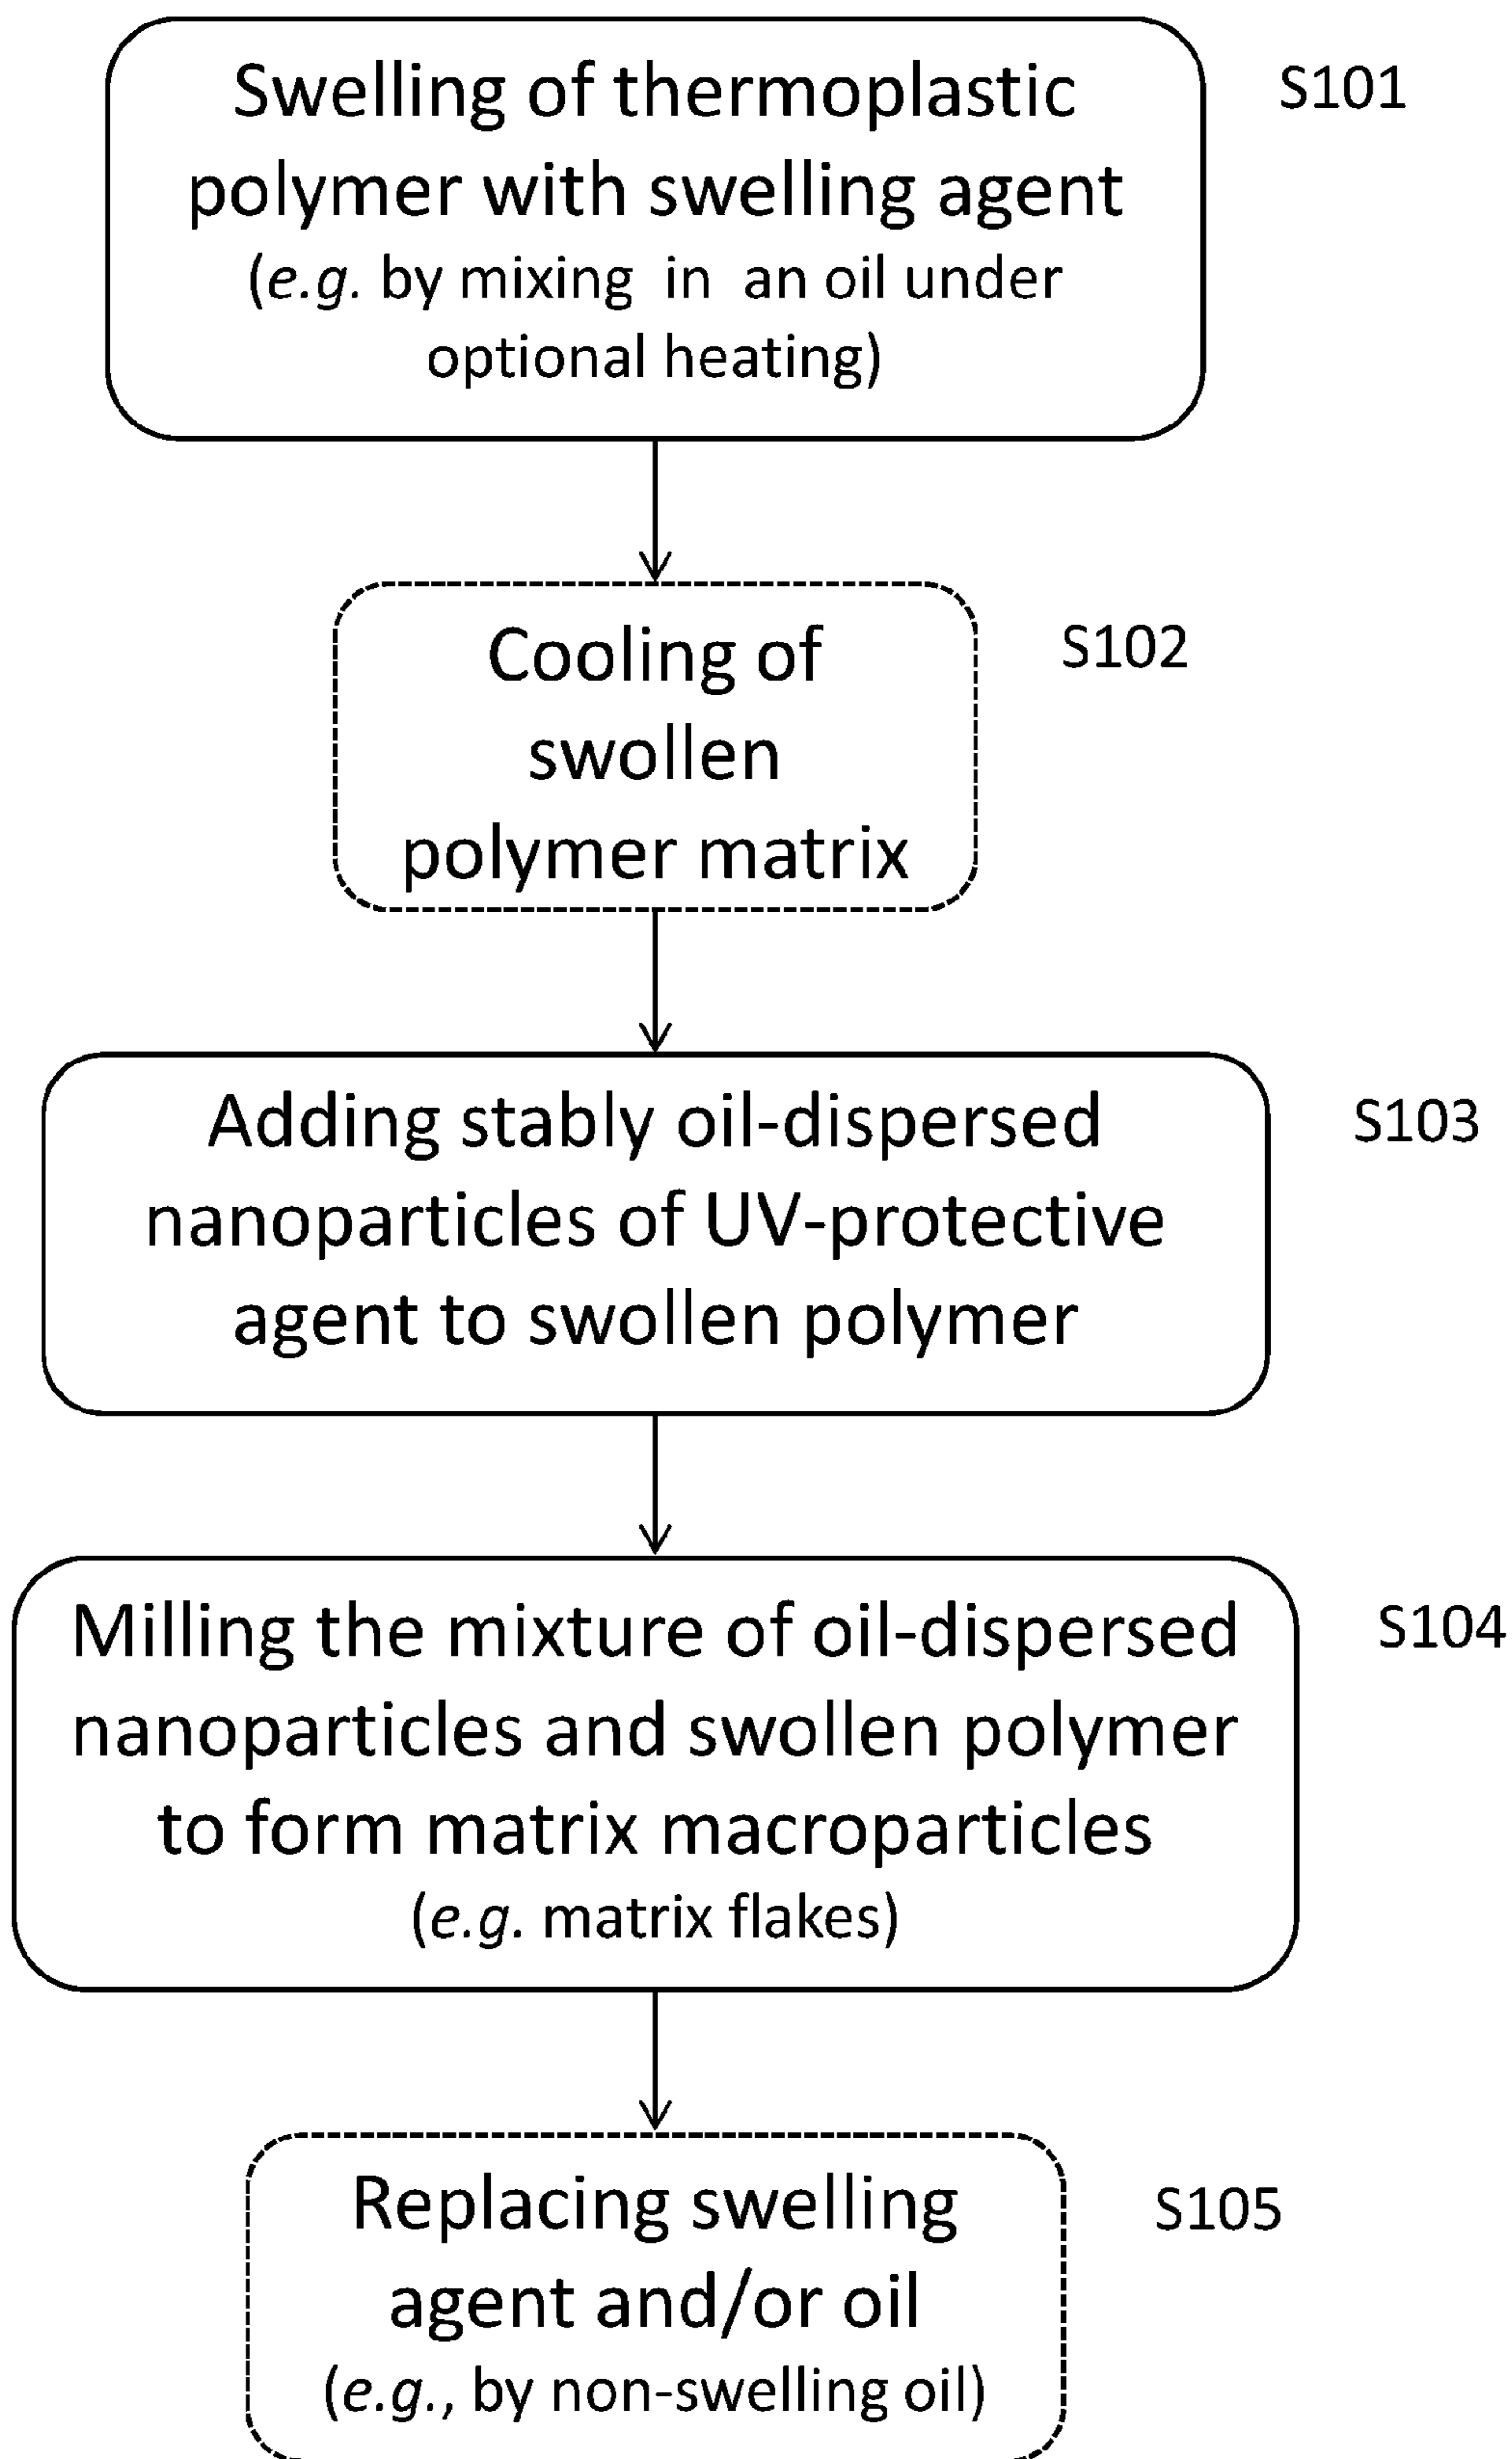 Swelling of thermoplastic
S101
polymer with swelling agent
(e.g. by mixing in an oil under
optional heating)
Cooling of
S102
swollen
polymer matrix
Adding stably oil-dispersed
S103
nanoparticles of UV-protective
agent to swollen polymer
Milling the mixture of oil-dispersed
S104
nanoparticles and swollen polymer
to form matrix macroparticles
(e.g. matrix flakes)
Replacing swelling
S105
agent and/or oil
(e.g., by non-swelling oil)